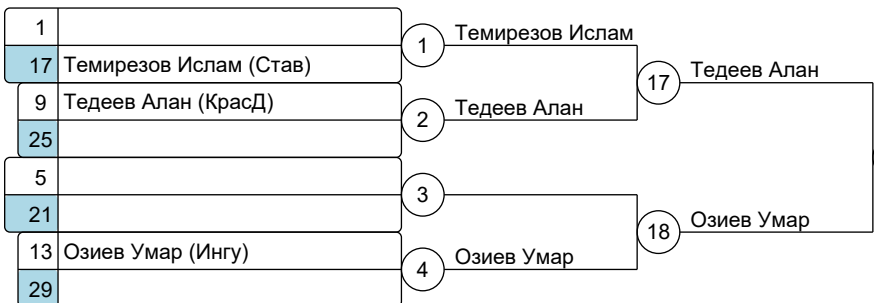 1
17 Темирезов Ислам (Став)
9 Тедеев Алан (КрасД)
25
5
21
13 Озиев Умар (Ингу)
29
1 Темирезов Ислам
2 Тедеев Алан
3
4 Озиев Умар
17 Тедеев Алан
18 Озиев Умар